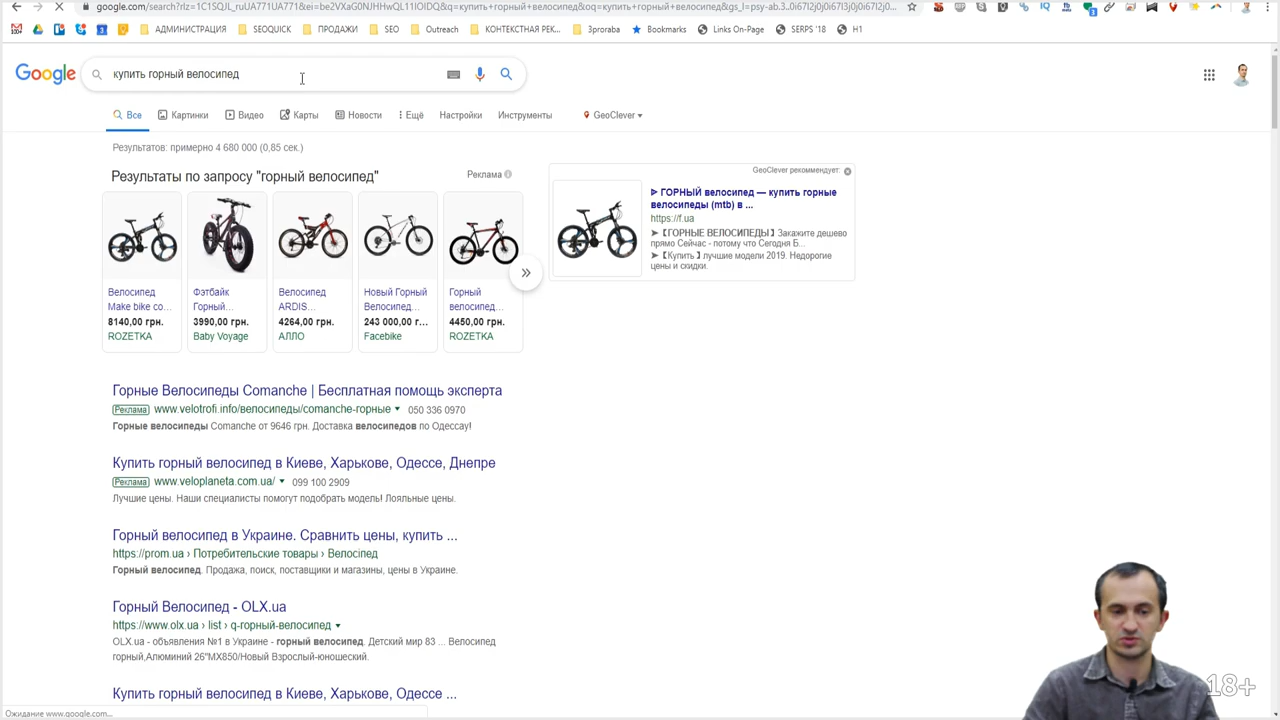 google.com/search?rlz=1C1SQJL_ruUA771UA771&ei=be2VXaG0NJHHwQL11IOIDQ&q=купить+горный+велосипед&oq=купить+горный+велосипед&gs_l=psy-ab.3..0i67l2j0j0i67l3j0j0i67l2...
АДМИНИСТРАЦИЯ SEOQUICK ПРОДАЖИ SEO Outreach КОНТЕКСТНАЯ РЕК... 3proraba Bookmarks Links On-Page SERPS '18 H1
Google купить горный велосипед
Все Картинки Видео Карты Новости Ещё Настройки Инструменты GeoClever
Результатов: примерно 4 680 000 (0,85 сек.)
Результаты по запросу "горный велосипед" Реклама
Велосипед
Make bike co...
8140,00 грн.
ROZETKA
Фэтбайк
Горный...
3990,00 грн.
Baby Voyage
Велосипед
ARDIS...
4264,00 грн.
АЛЛО
Новый Горный
Велосипед...
243 000,00 г...
Facebike
Горный
велосипед...
4450,00 грн.
ROZETKA
GeoClever рекомендует:
ᐈ ГОРНЫЙ велосипед — купить горные
велосипеды (mtb) в ...
https://f.ua
➤【ГОРНЫЕ ВЕЛОСИПЕДЫ】Закажите дешево
прямо Сейчас - потому что Сегодня Б...
➤【Купить】лучшие модели 2019. Недорогие
цены и скидки.
Горные Велосипеды Comanche | Бесплатная помощь эксперта
Реклама www.velotrofi.info/велосипеды/comanche-горные 050 336 0970
Горные велосипеды Comanche от 9646 грн. Доставка велосипедов по Одессау!
Купить горный велосипед в Киеве, Харькове, Одессе, Днепре
Реклама www.veloplaneta.com.ua/ 099 100 2909
Лучшие цены. Наши специалисты помогут подобрать модель! Лояльные цены.
Горный велосипед в Украине. Сравнить цены, купить ...
https://prom.ua › Потребительские товары › Велосіпед
Горный велосипед. Продажа, поиск, поставщики и магазины, цены в Украине.
Горный Велосипед - OLX.ua
https://www.olx.ua › list › q-горный-велосипед
OLX.ua - объявления №1 в Украине - горный велосипед. Детский мир 83 ... Велосипед
горный,Алюминий 26"MX850/Новый Взрослый-юношеский.
Купить горный велосипед в Киеве, Харькове, Одессе ...
Ожидание www.google.com...
18+